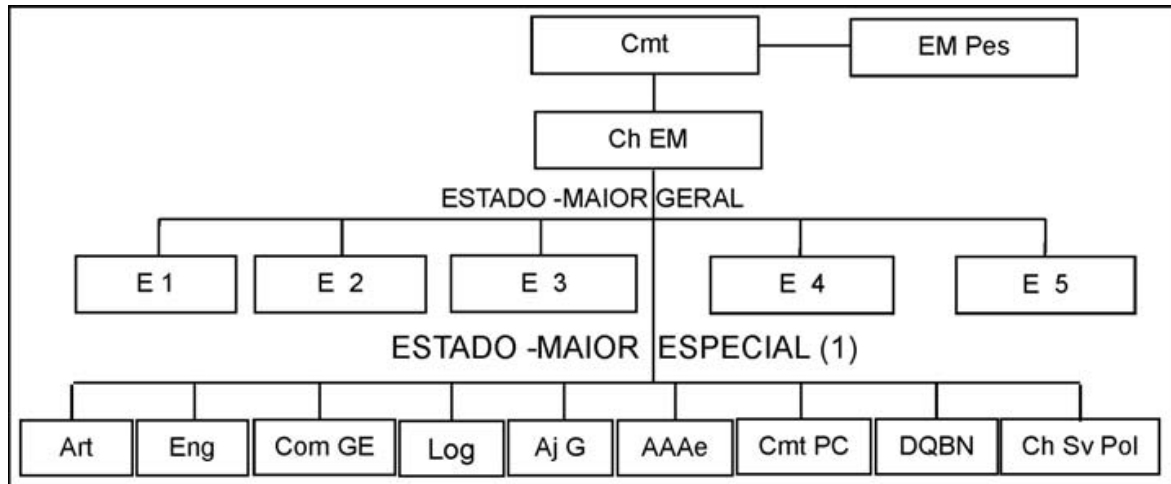 Cmt
EM Pes
Ch EM
ESTADO -MAIOR GERAL
E 1
E 2
E 3
E 4
E 5
ESTADO -MAIOR ESPECIAL (1)
Art
Eng
Com GE
Log
Aj G
AAAe
Cmt PC
DQBN
Ch Sv Pol